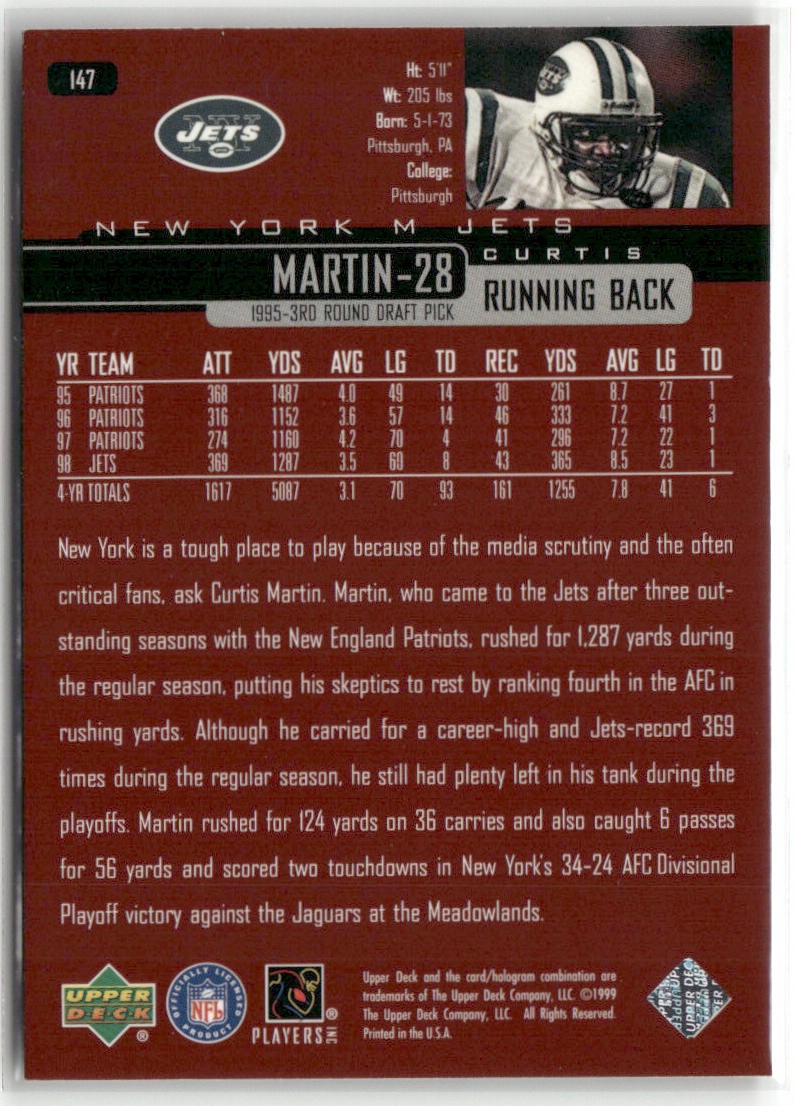 147
JETS
Ht: 5'11"
Wt: 205 lbs
Born: 5-1-73
Pittsburgh, PA
College:
Pittsburgh
NEW YORK M JETS
CURTIS
MARTIN-28
RUNNING BACK
1995-3RD ROUND DRAFT PICK
YR TEAM ATT YDS AVG LG TD REC YDS AVG LG TD
95 PATRIOTS 368 1487 4.0 49 14 30 261 8.7 27 1
96 PATRIOTS 316 1152 3.6 57 14 46 333 7.2 41 3
97 PATRIOTS 274 1160 4.2 70 4 41 296 7.2 22 1
98 JETS 369 1287 3.5 60 8 43 365 8.5 23 1
4-YR TOTALS 1617 5087 3.1 70 93 161 1255 7.8 41 6
New York is a tough place to play because of the media scrutiny and the often
critical fans, ask Curtis Martin. Martin, who came to the Jets after three out-
standing seasons with the New England Patriots, rushed for 1,287 yards during
the regular season, putting his skeptics to rest by ranking fourth in the AFC in
rushing yards. Although he carried for a career-high and Jets-record 369
times during the regular season, he still had plenty left in his tank during the
playoffs. Martin rushed for 124 yards on 36 carries and also caught 6 passes
for 56 yards and scored two touchdowns in New York's 34-24 AFC Divisional
Playoff victory against the Jaguars at the Meadowlands.
UPPER
DECK
®
OFFICIALLY LICENSED
NFL
PRODUCT
PLAYERS INC
®
Upper Deck and the card/hologram combination are
trademarks of The Upper Deck Company, LLC. ©1999
The Upper Deck Company, LLC. All Rights Reserved.
Printed in the U.S.A.